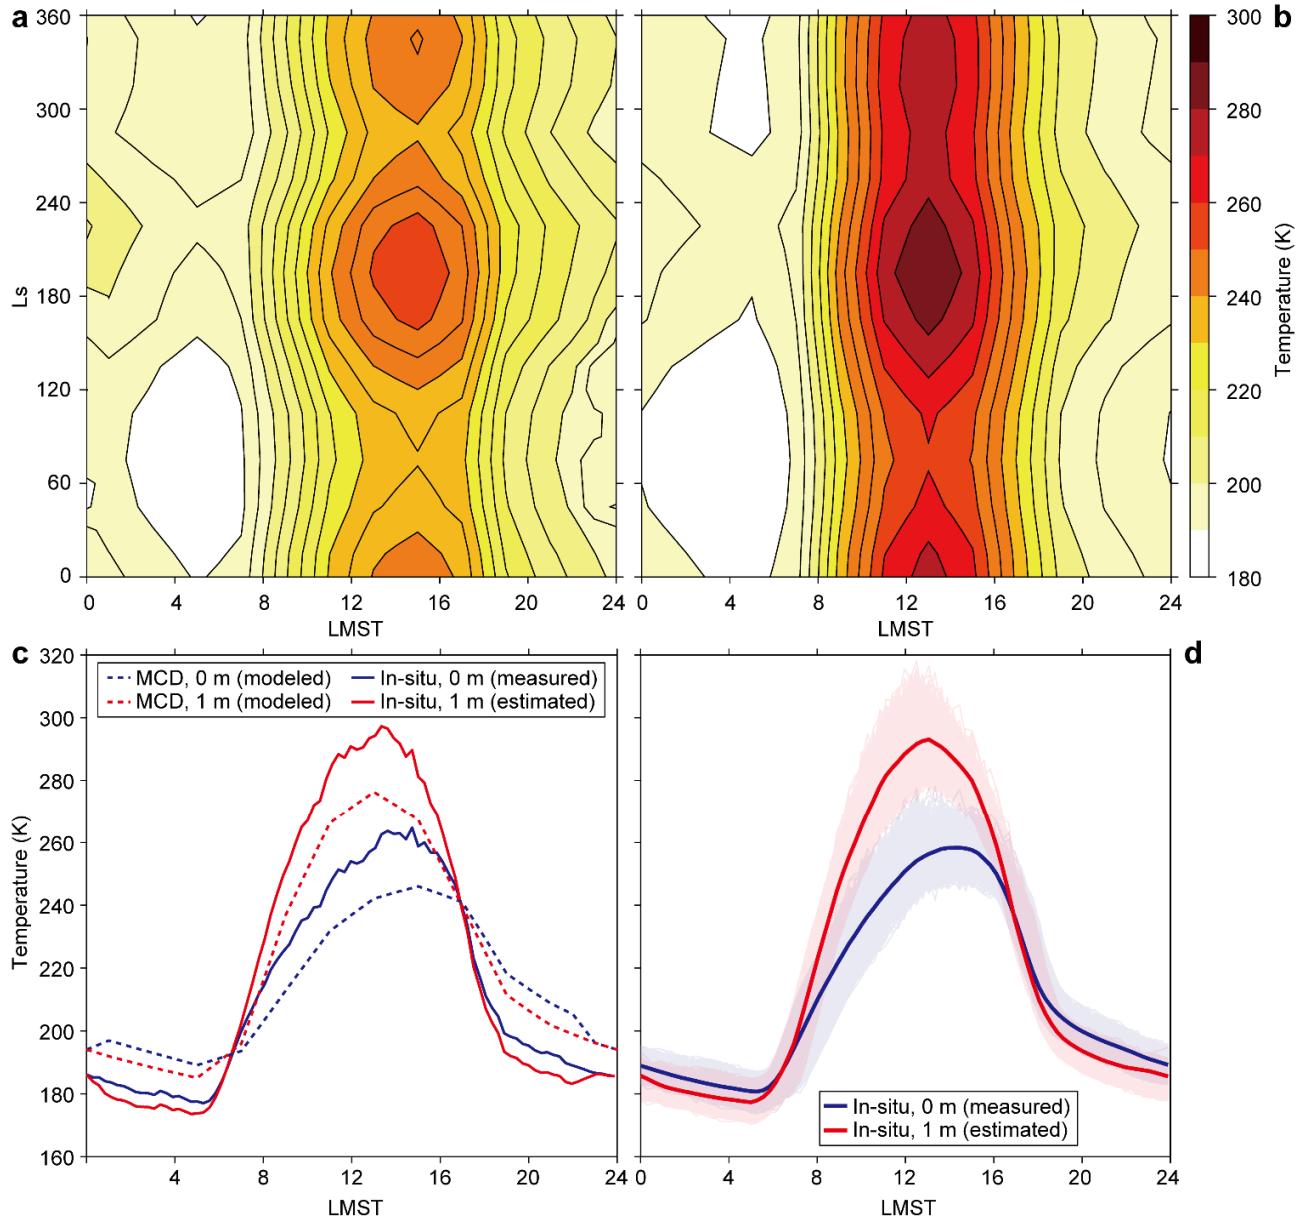 a
b
360
300
240
180
120
60
0
Ls
0 4 8 12 16 20 24
LMST
0 4 8 12 16 20 24
LMST
300
280
260
240
220
200
180
Temperature (K)
c
d
320
300
280
260
240
220
200
180
160
Temperature (K)
MCD, 0 m (modeled)
MCD, 1 m (modeled)
In-situ, 0 m (measured)
In-situ, 1 m (estimated)
4 8 12 16 20 24
LMST
In-situ, 0 m (measured)
In-situ, 1 m (estimated)
0 4 8 12 16 20 24
LMST